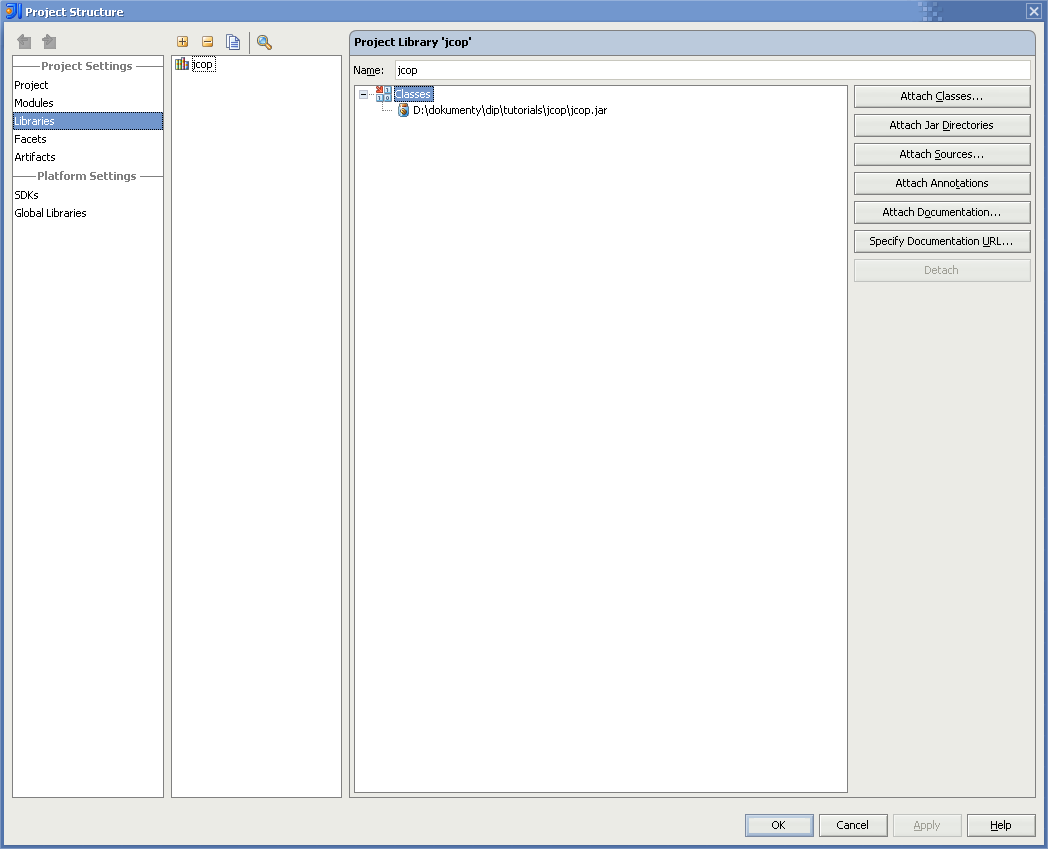 Project Structure
Project Settings
Project
Modules
Libraries
Facets
Artifacts
Platform Settings
SDKs
Global Libraries
jcop
Project Library 'jcop'
Name: jcop
Classes
D:\dokumenty\dip\tutorials\jcop\jcop.jar
Attach Classes...
Attach Jar Directories
Attach Sources...
Attach Annotations
Attach Documentation...
Specify Documentation URL...
Detach
OK Cancel Apply Help